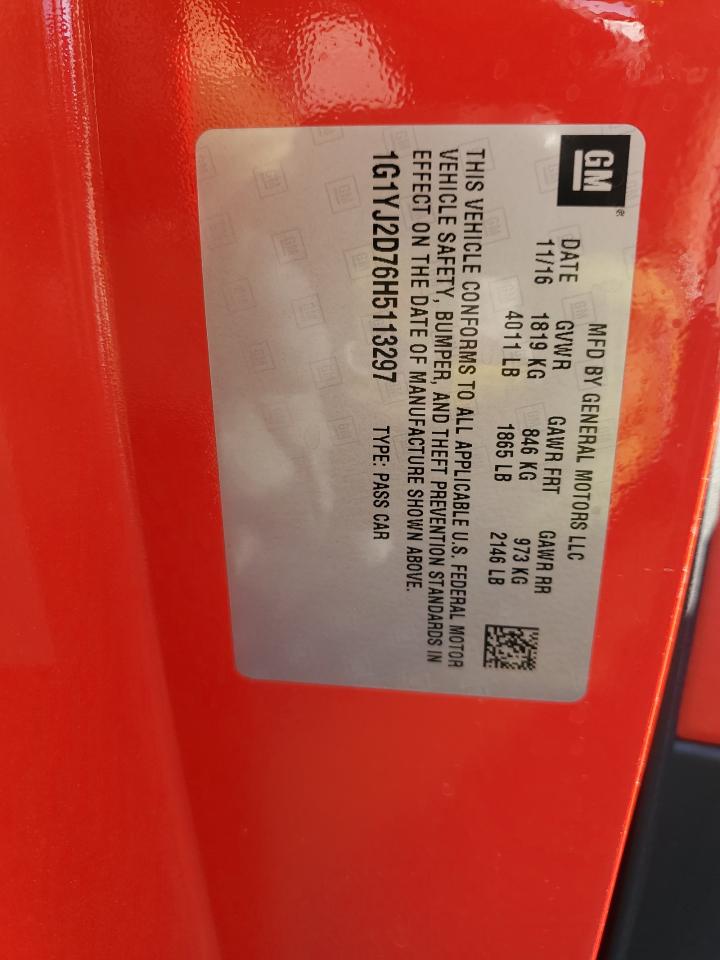 GM®
MFD BY GENERAL MOTORS LLC
DATE GVWR GAWR FRT GAWR RR
11/16 1819 KG 846 KG 973 KG
4011 LB 1865 LB 2146 LB
THIS VEHICLE CONFORMS TO ALL APPLICABLE U.S. FEDERAL MOTOR
VEHICLE SAFETY, BUMPER, AND THEFT PREVENTION STANDARDS IN
EFFECT ON THE DATE OF MANUFACTURE SHOWN ABOVE.
1G1YJ2D76H5113297 TYPE: PASS CAR